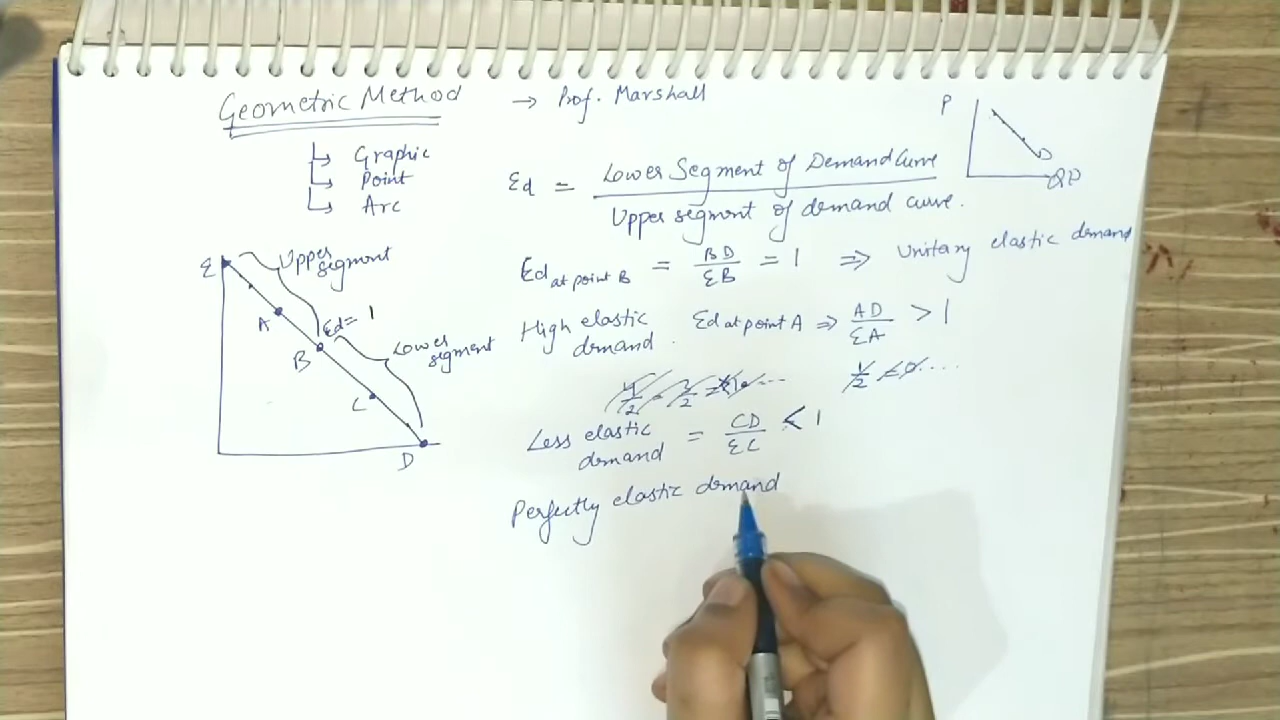 Geometric Method → Prof. Marshall
↳ Graphic
↳ Point
↳ Arc
Ed = Lower Segment of Demand Curve / Upper segment of demand curve.
P
D
QD
E
Upper segment
A
Ed = 1
B
Lower segment
C
D
Ed at point B = BD / EB = 1 ⇒ Unitary elastic demand
High elastic demand. Ed at point A ⇒ AD / EA > 1
Less elastic demand = CD / EC < 1
Perfectly elastic demand